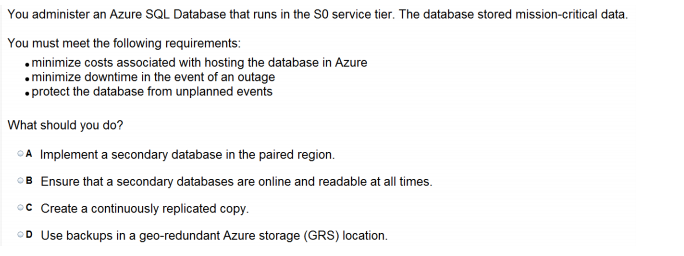 You administer an Azure SQL Database that runs in the S0 service tier. The database stored mission-critical data.
You must meet the following requirements:
• minimize costs associated with hosting the database in Azure
• minimize downtime in the event of an outage
• protect the database from unplanned events
What should you do?
A Implement a secondary database in the paired region.
B Ensure that a secondary databases are online and readable at all times.
C Create a continuously replicated copy.
D Use backups in a geo-redundant Azure storage (GRS) location.